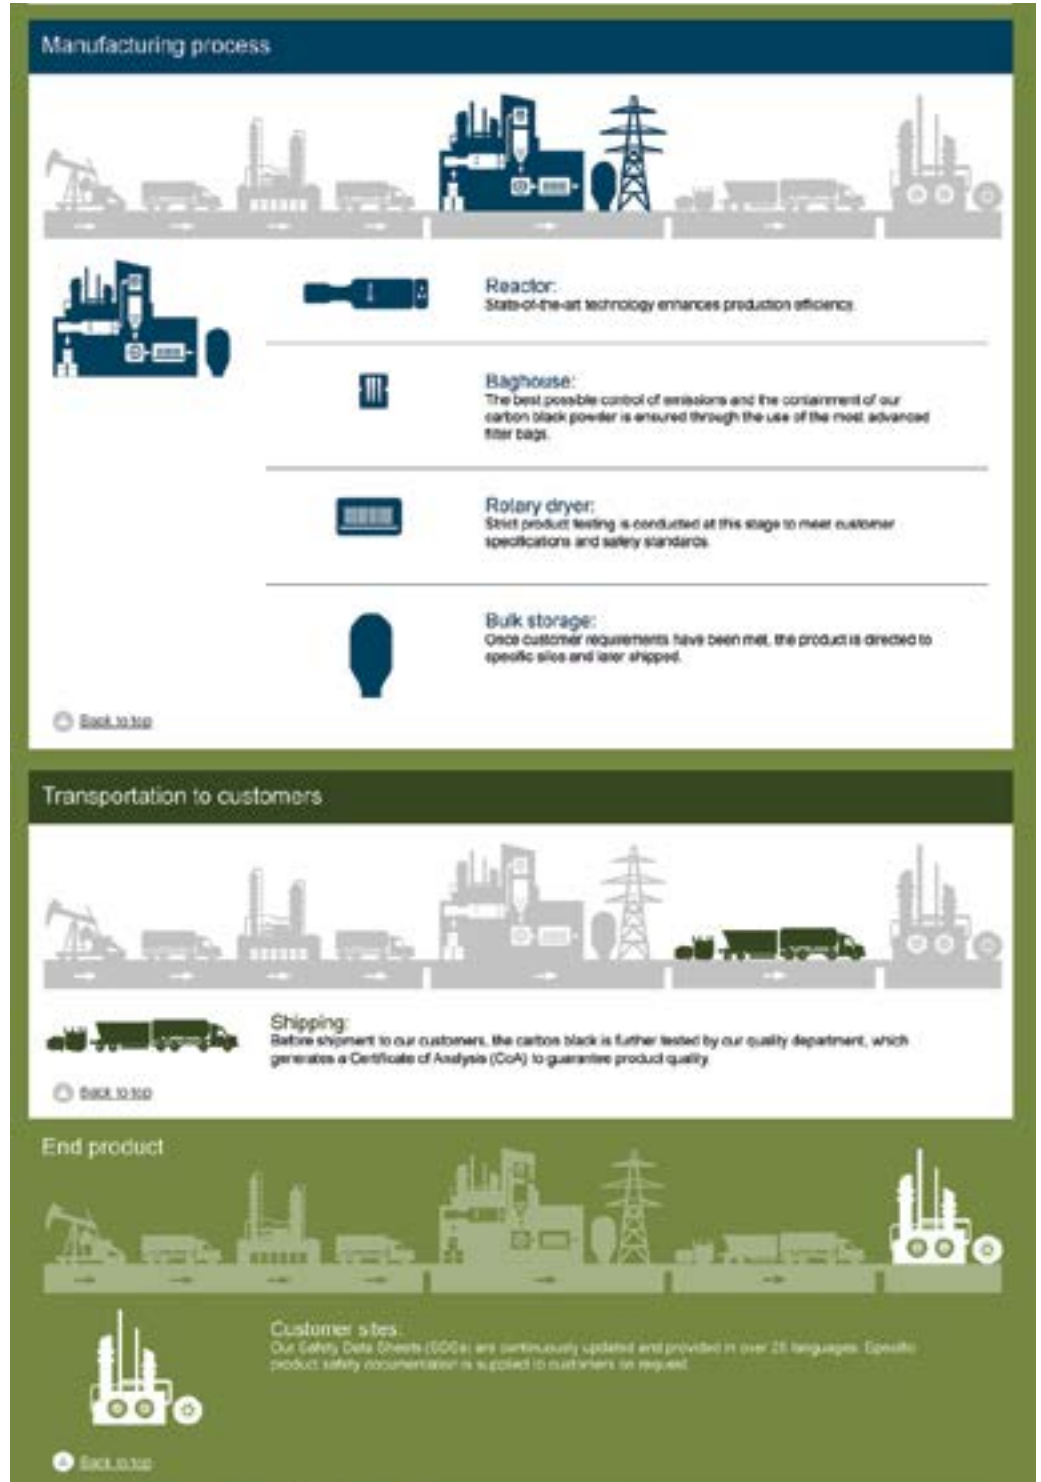 Manufacturing process
Reactor:
State-of-the-art technology enhances production efficiency.
Baghouse:
The best possible control of emissions and the containment of our
carbon black powder is ensured through the use of the most advanced
filter bags.
Rotary dryer:
Strict product testing is conducted at this stage to meet customer
specifications and safety standards.
Bulk storage:
Once customer requirements have been met, the product is directed to
specific silos and later shipped.
Back to top
Transportation to customers
Shipping:
Before shipment to our customers, the carbon black is further tested by our quality department, which
generates a Certificate of Analysis (CoA) to guarantee product quality.
Back to top
End product
Customer sites:
Our Safety Data Sheets (SDSs) are continuously updated and provided in over languages. Specific
product safety documentation is supplied to customers on request.
Back to top